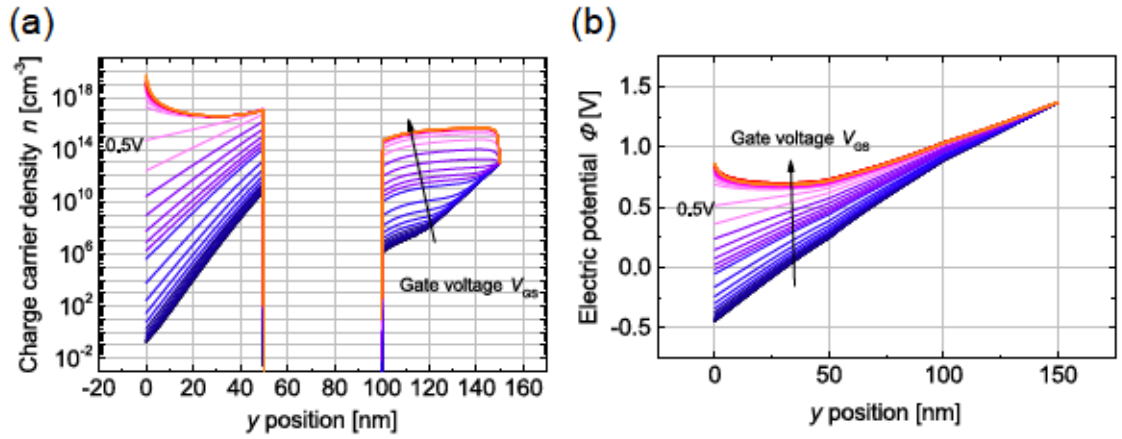 (a)
Charge carrier density n [cm⁻³]
10¹⁸
10¹⁴
10¹⁰
10⁶
10²
10⁻²
0.5V
Gate voltage V_GS
-20 0 20 40 60 80 100 120 140 160
y position [nm]
(b)
Electric potential Φ [V]
1.5
1.0
0.5
0.0
-0.5
Gate voltage V_GS
0.5V
0 50 100 150
y position [nm]